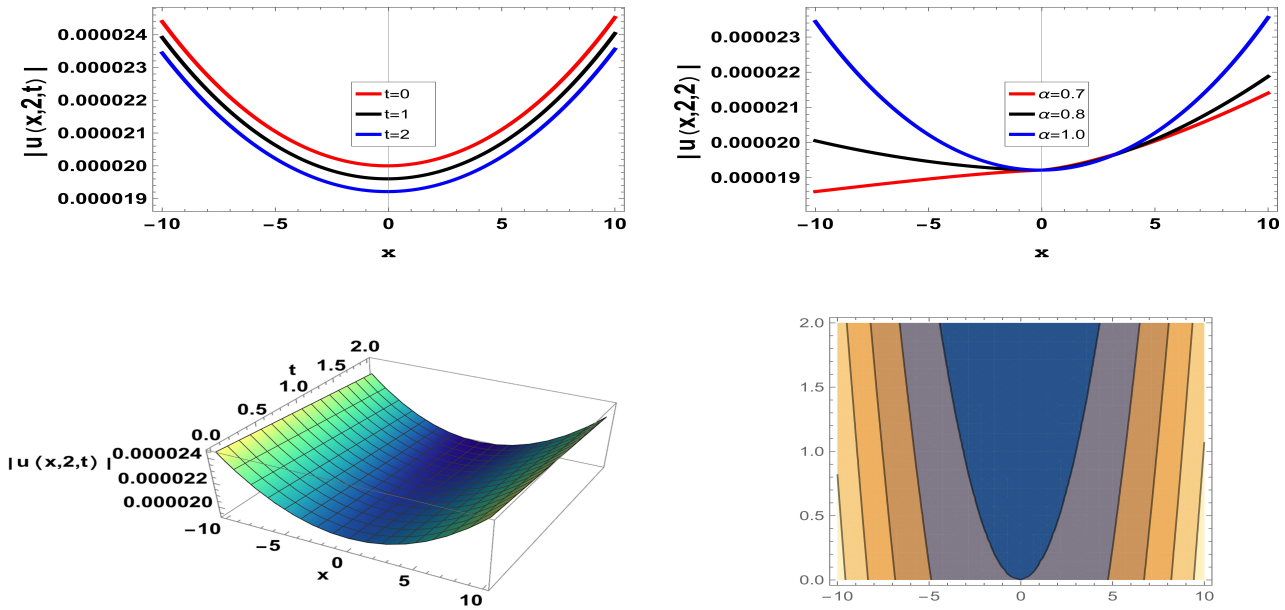 0.000024
0.000023
0.000022
0.000021
0.000020
0.000019
|u(x,2,t)|
t=0
t=1
t=2
−10 −5 0 5 10
x
0.000023
0.000022
0.000021
0.000020
0.000019
|u(x,2,2)|
α=0.7
α=0.8
α=1.0
−10 −5 0 5 10
x
2.0
1.5
t
1.0
0.5
0.0
|u (x,2,t) |
0.000024
0.000022
0.000020
−10
−5
0
x
5
10
2.0
1.5
1.0
0.5
0.0
−10 −5 0 5 10